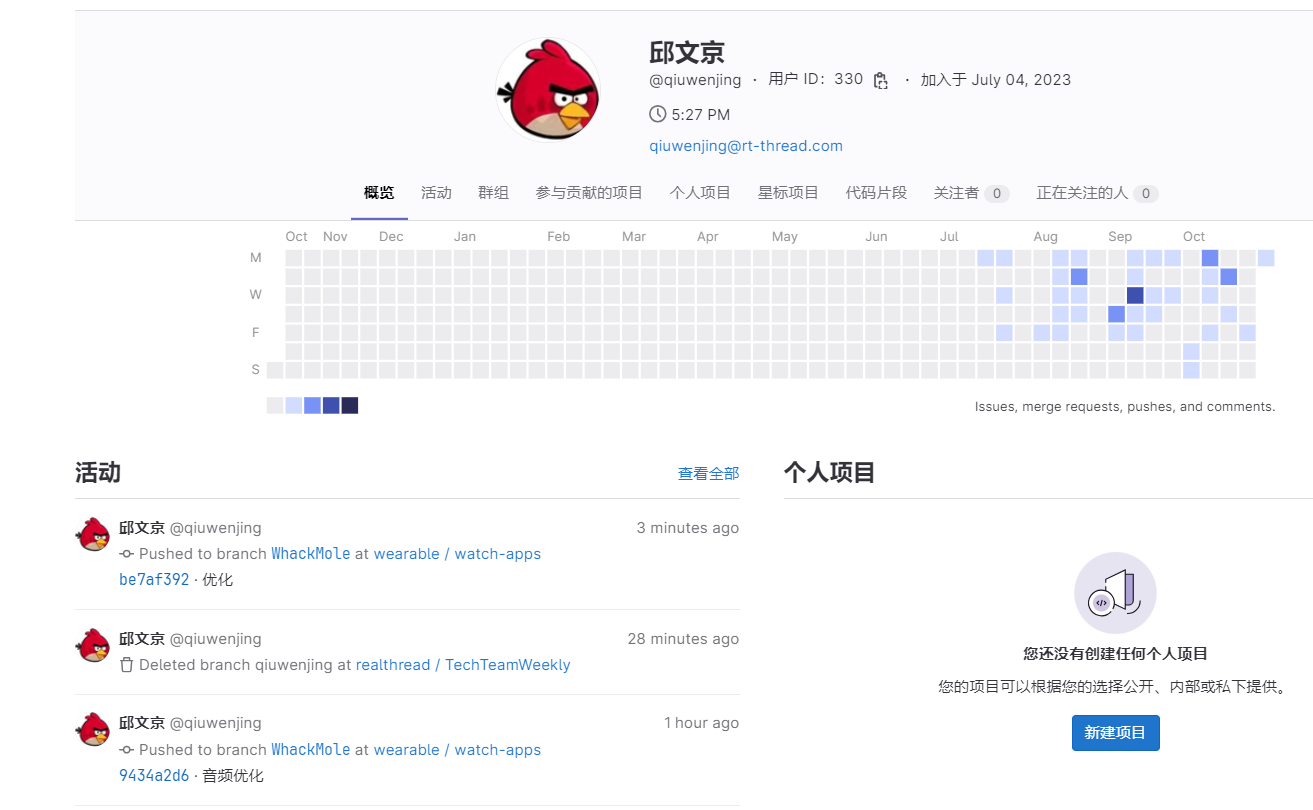 邱文京
@qiuwenjing · 用户 ID：330 · 加入于 July 04, 2023
5:27 PM
qiuwenjing@rt-thread.com
概览 活动 群组 参与贡献的项目 个人项目 星标项目 代码片段 关注者 0 正在关注的人 0
Oct Nov Dec Jan Feb Mar Apr May Jun Jul Aug Sep Oct
M
W
F
S
Issues, merge requests, pushes, and comments.
活动 查看全部
邱文京 @qiuwenjing 3 minutes ago
Pushed to branch WhackMole at wearable / watch-apps
be7af392 · 优化
邱文京 @qiuwenjing 28 minutes ago
Deleted branch qiuwenjing at realthread / TechTeamWeekly
邱文京 @qiuwenjing 1 hour ago
Pushed to branch WhackMole at wearable / watch-apps
9434a2d6 · 音频优化
个人项目
您还没有创建任何个人项目
您的项目可以根据您的选择公开、内部或私下提供。
新建项目